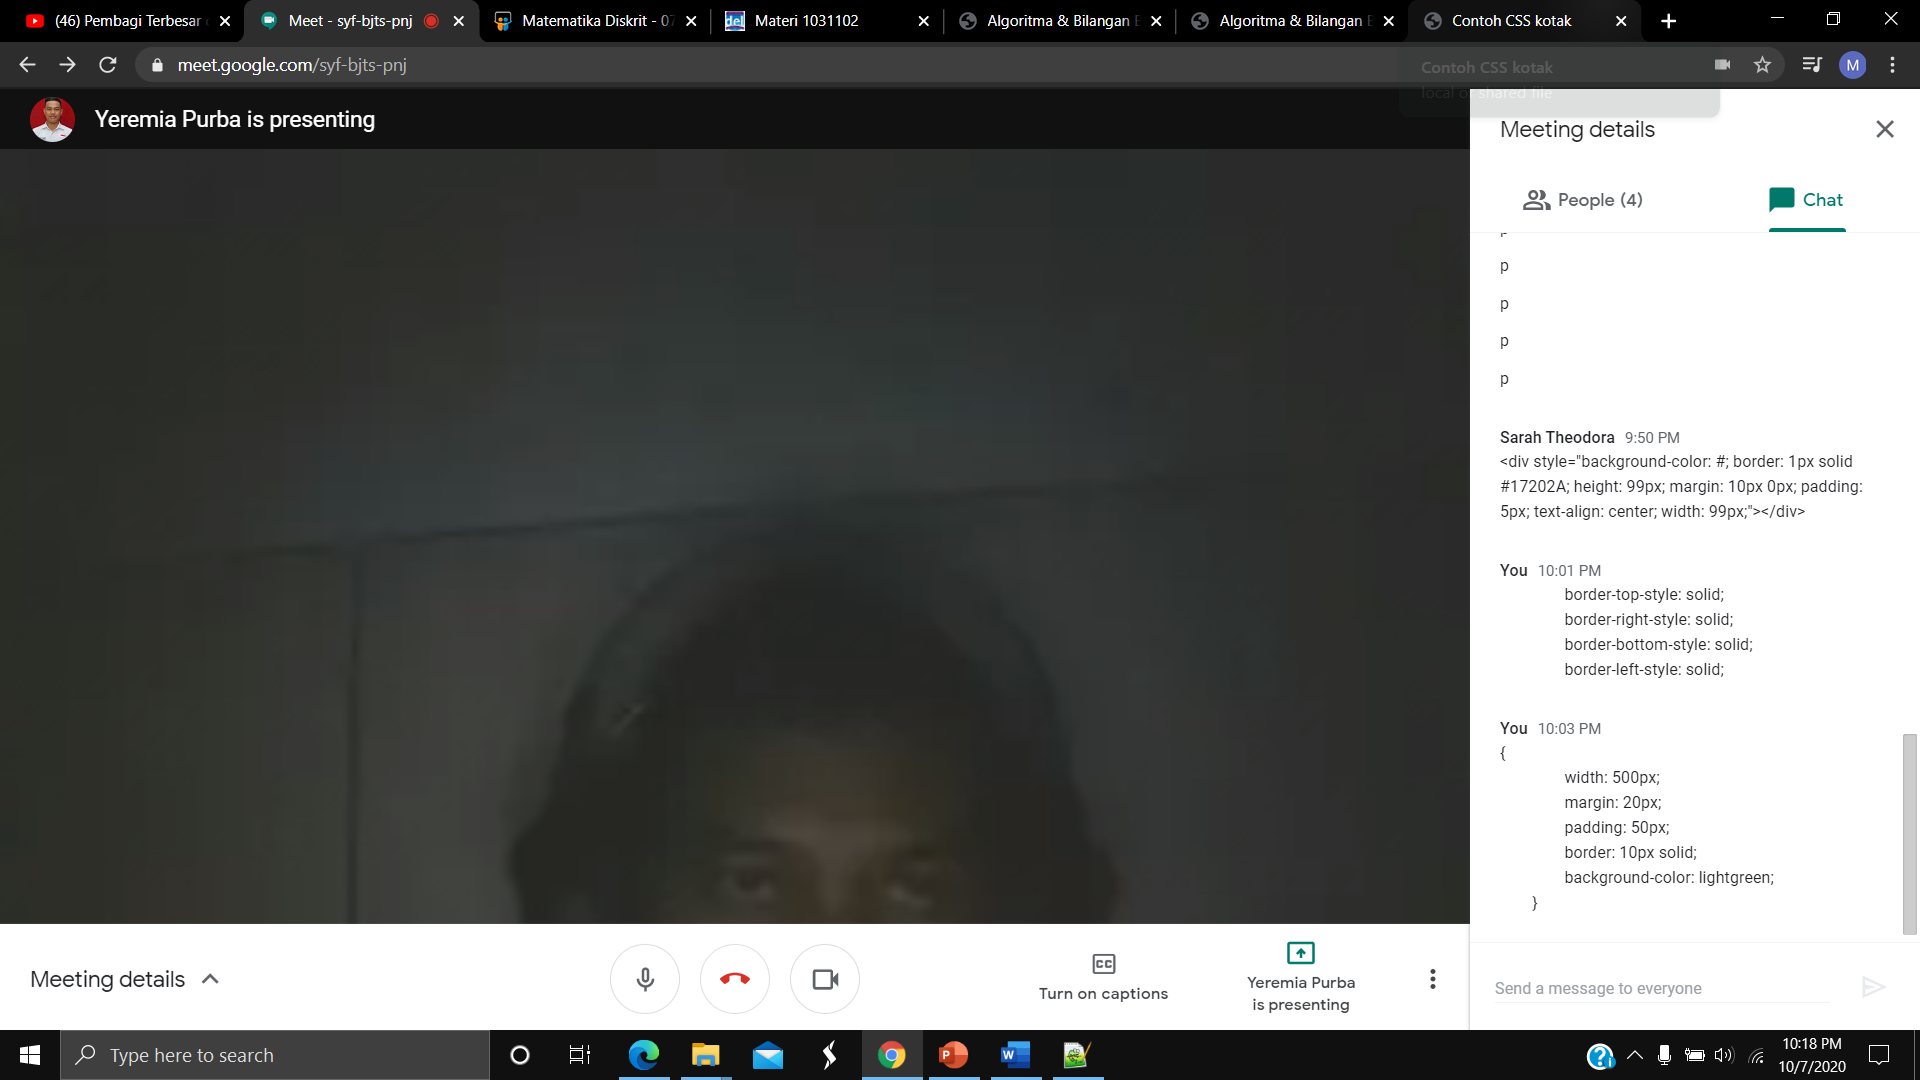 (46) Pembagi Terbesar
Meet - syf-bjts-pnj
Matematika Diskrit - 07
Materi 1031102
Algoritma & Bilangan
Algoritma & Bilangan
Contoh CSS kotak
meet.google.com/syf-bjts-pnj
M
Contoh CSS kotak
local or shared file
Yeremia Purba is presenting
Meeting details
People (4)
Chat
p
p
p
p
p
Sarah Theodora 9:50 PM
<div style="background-color: #; border: 1px solid
#17202A; height: 99px; margin: 10px 0px; padding:
5px; text-align: center; width: 99px;"></div>
You 10:01 PM
border-top-style: solid;
border-right-style: solid;
border-bottom-style: solid;
border-left-style: solid;
You 10:03 PM
{
width: 500px;
margin: 20px;
padding: 50px;
border: 10px solid;
background-color: lightgreen;
}
Send a message to everyone
Meeting details
CC
Turn on captions
Yeremia Purba
is presenting
Type here to search
10:18 PM
10/7/2020